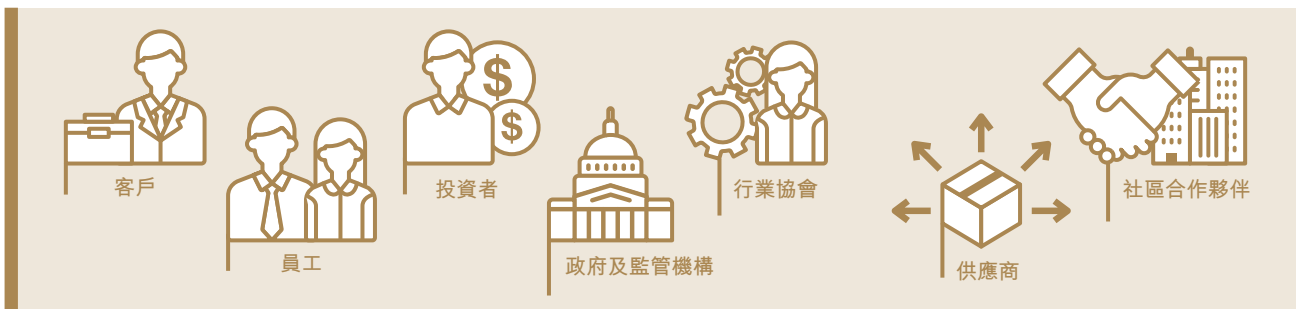 客戶
員工
投資者
政府及監管機構
行業協會
供應商
社區合作夥伴
$
$